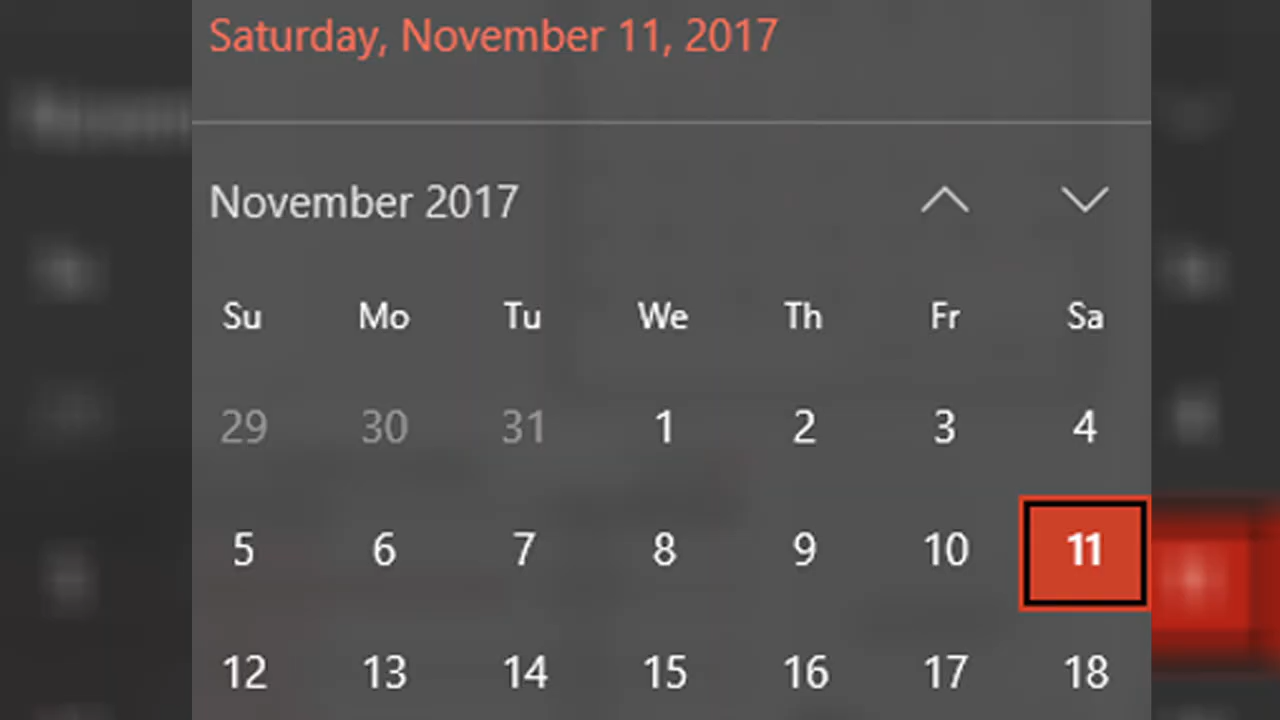 Saturday, November 11, 2017
November 2017
Su Mo Tu We Th Fr Sa
29 30 31 1 2 3 4
5 6 7 8 9 10 11
12 13 14 15 16 17 18